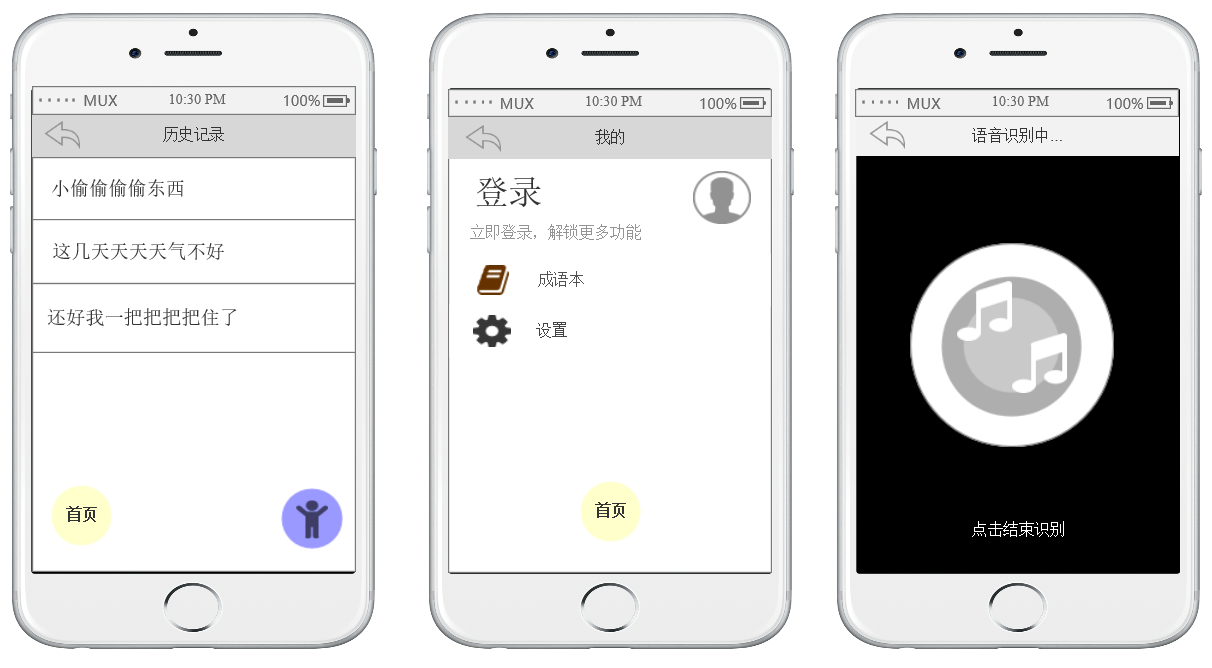 MUX 10:30 PM 100%
历史记录
小偷偷偷偷东西
这几天天天天气不好
还好我一把把把把住了
首页
MUX 10:30 PM 100%
我的
登录
立即登录，解锁更多功能
成语本
设置
首页
MUX 10:30 PM 100%
语音识别中...
点击结束识别